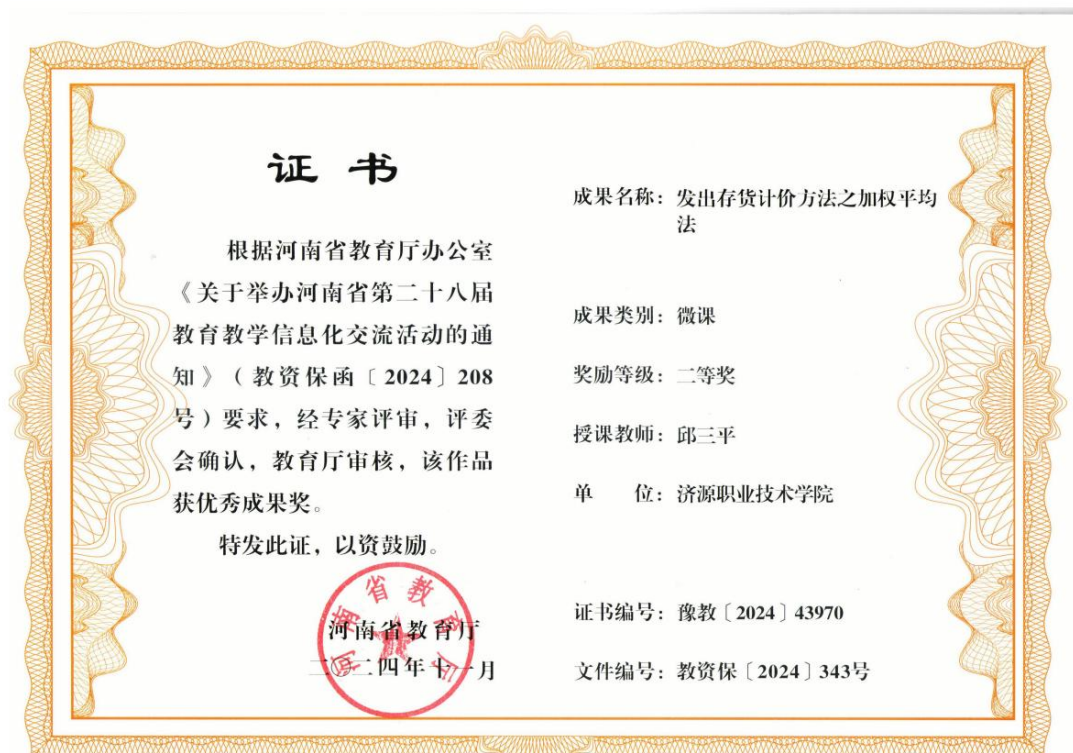 证书
根据河南省教育厅办公室
《关于举办河南省第二十八届
教育教学信息化交流活动的通
知》（教资保函〔2024〕208
号）要求，经专家评审，评委
会确认，教育厅审核，该作品
获优秀成果奖。
特发此证，以资鼓励。
河南省教育厅
二〇二四年十一月
河南省教育厅
成果名称：发出存货计价方法之加权平均
法
成果类别：微课
奖励等级：二等奖
授课教师：邱三平
单 位：济源职业技术学院
证书编号：豫教〔2024〕43970
文件编号：教资保〔2024〕343号